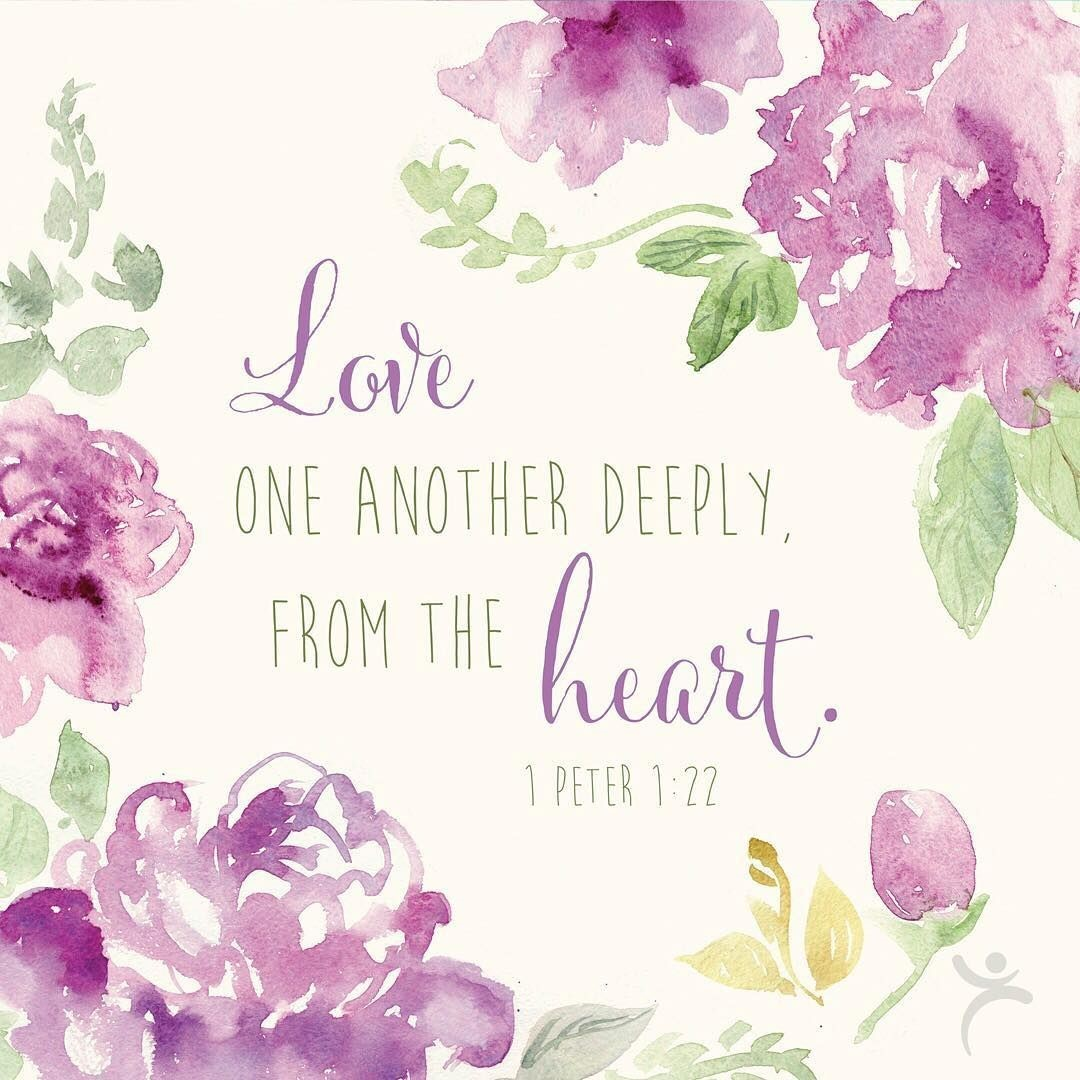 Love
ONE ANOTHER DEEPLY,
FROM THE heart.
1 PETER 1:22